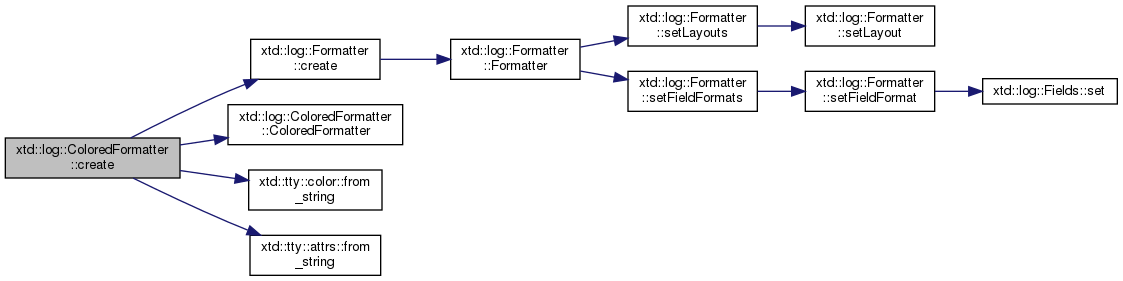 xtd::log::ColoredFormatter
::create
xtd::log::Formatter
::create
xtd::log::ColoredFormatter
::ColoredFormatter
xtd::tty::color::from
_string
xtd::tty::attrs::from
_string
xtd::log::Formatter
::Formatter
xtd::log::Formatter
::setLayouts
xtd::log::Formatter
::setFieldFormats
xtd::log::Formatter
::setLayout
xtd::log::Formatter
::setFieldFormat
xtd::log::Fields::set